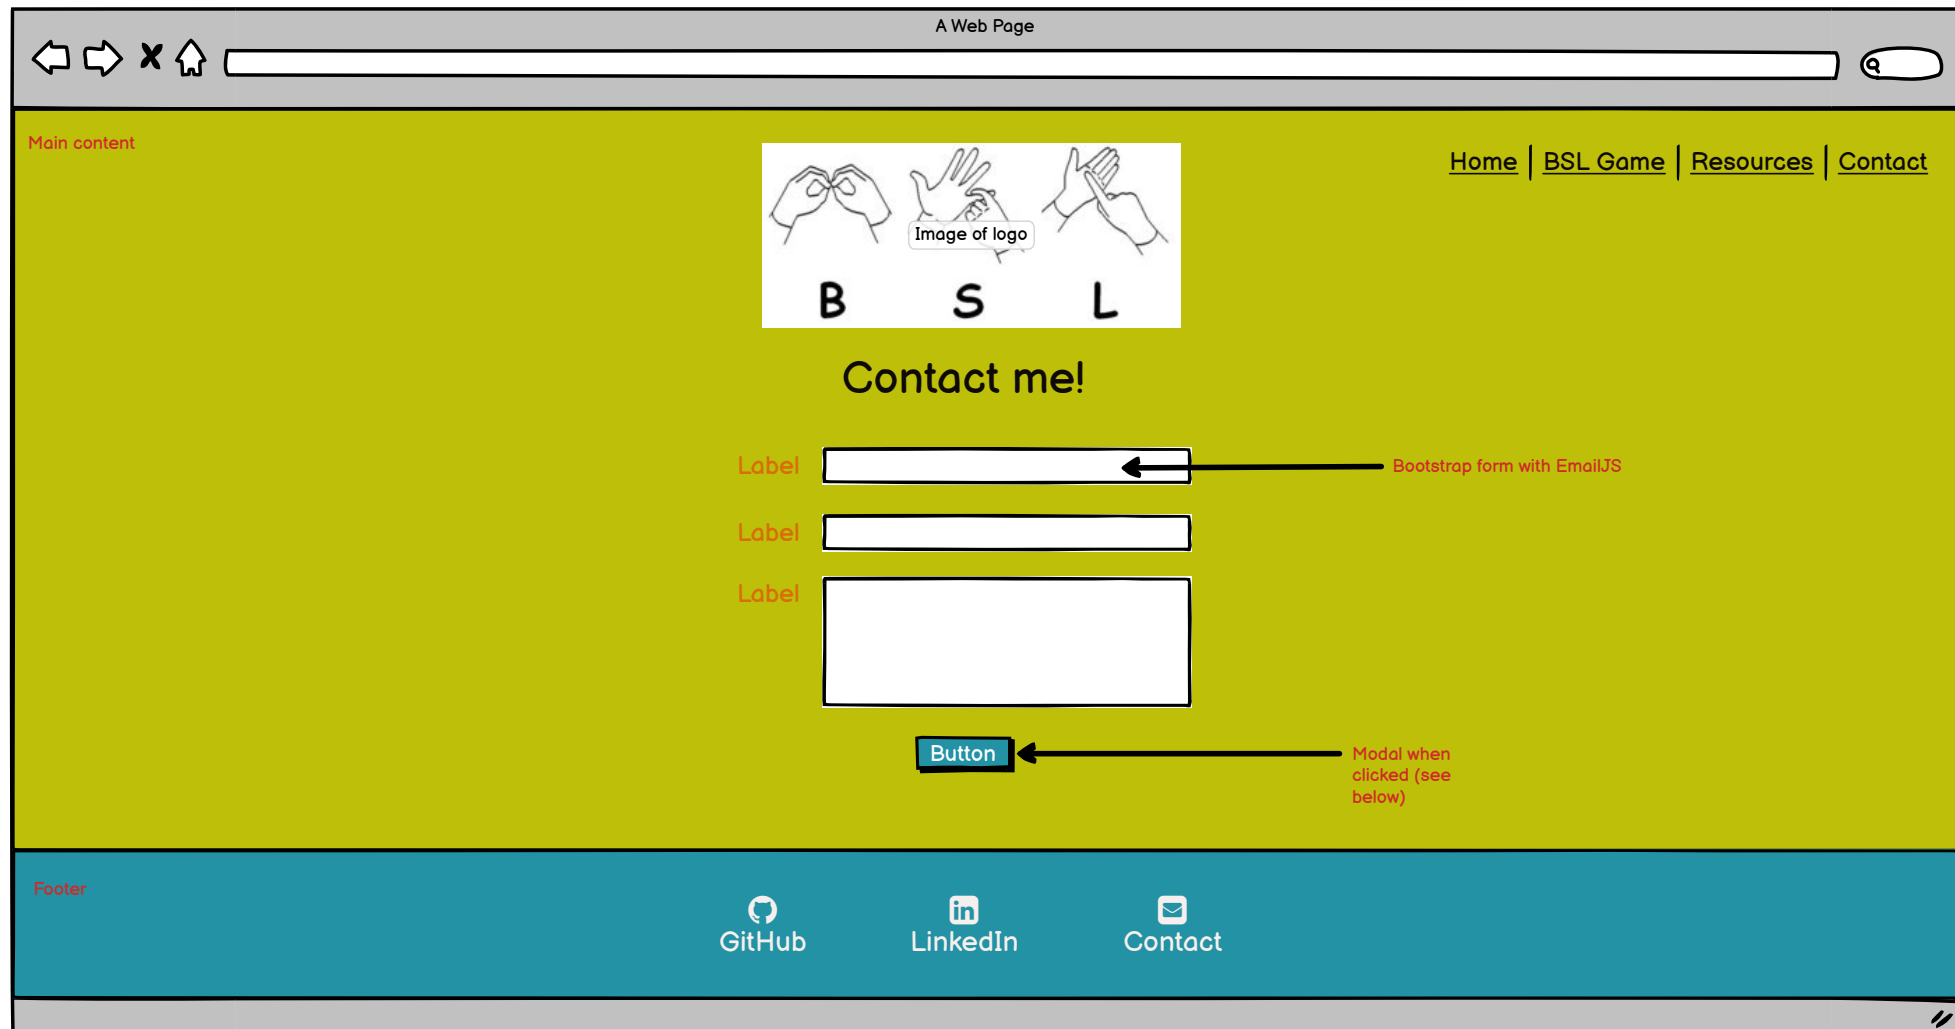 A Web Page
Main content
Home | BSL Game | Resources | Contact
Image of logo
B S L
Contact me!
Label
Bootstrap form with EmailJS
Label
Label
Button
Modal when
clicked (see
below)
Footer
in
GitHub LinkedIn Contact